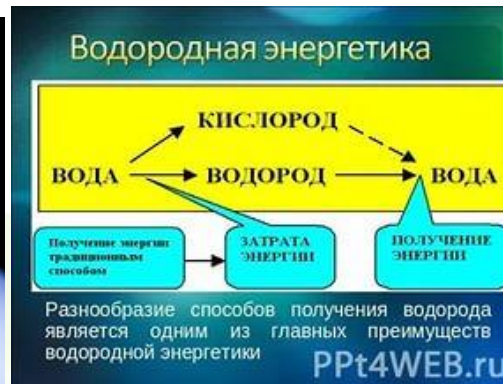 Водородная энергетика
КИСЛОРОД
ВОДА ВОДОРОД ВОДА
Получение энергии
традиционным
способом
ЗАТРАТА
ЭНЕРГИИ
ПОЛУЧЕНИЕ
ЭНЕРГИИ
Разнообразие способов получения водорода
является одним из главных преимуществ
водородной энергетики
PPt4WEB.ru